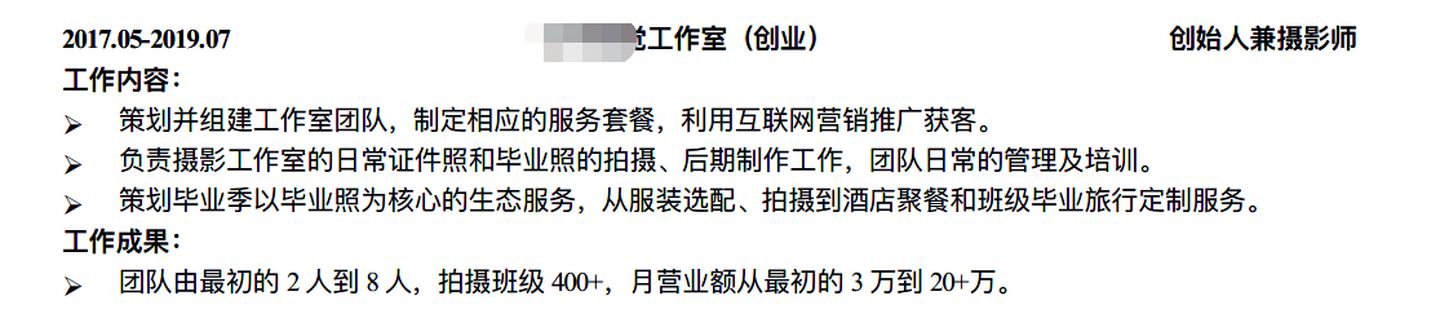 2017.05-2019.07 觉工作室（创业） 创始人兼摄影师
工作内容：
➢ 策划并组建工作室团队，制定相应的服务套餐，利用互联网营销推广获客。
➢ 负责摄影工作室的日常证件照和毕业照的拍摄、后期制作工作，团队日常的管理及培训。
➢ 策划毕业季以毕业照为核心的生态服务，从服装选配、拍摄到酒店聚餐和班级毕业旅行定制服务。
工作成果：
➢ 团队由最初的 2 人到 8 人，拍摄班级 400+，月营业额从最初的 3 万到 20+万。